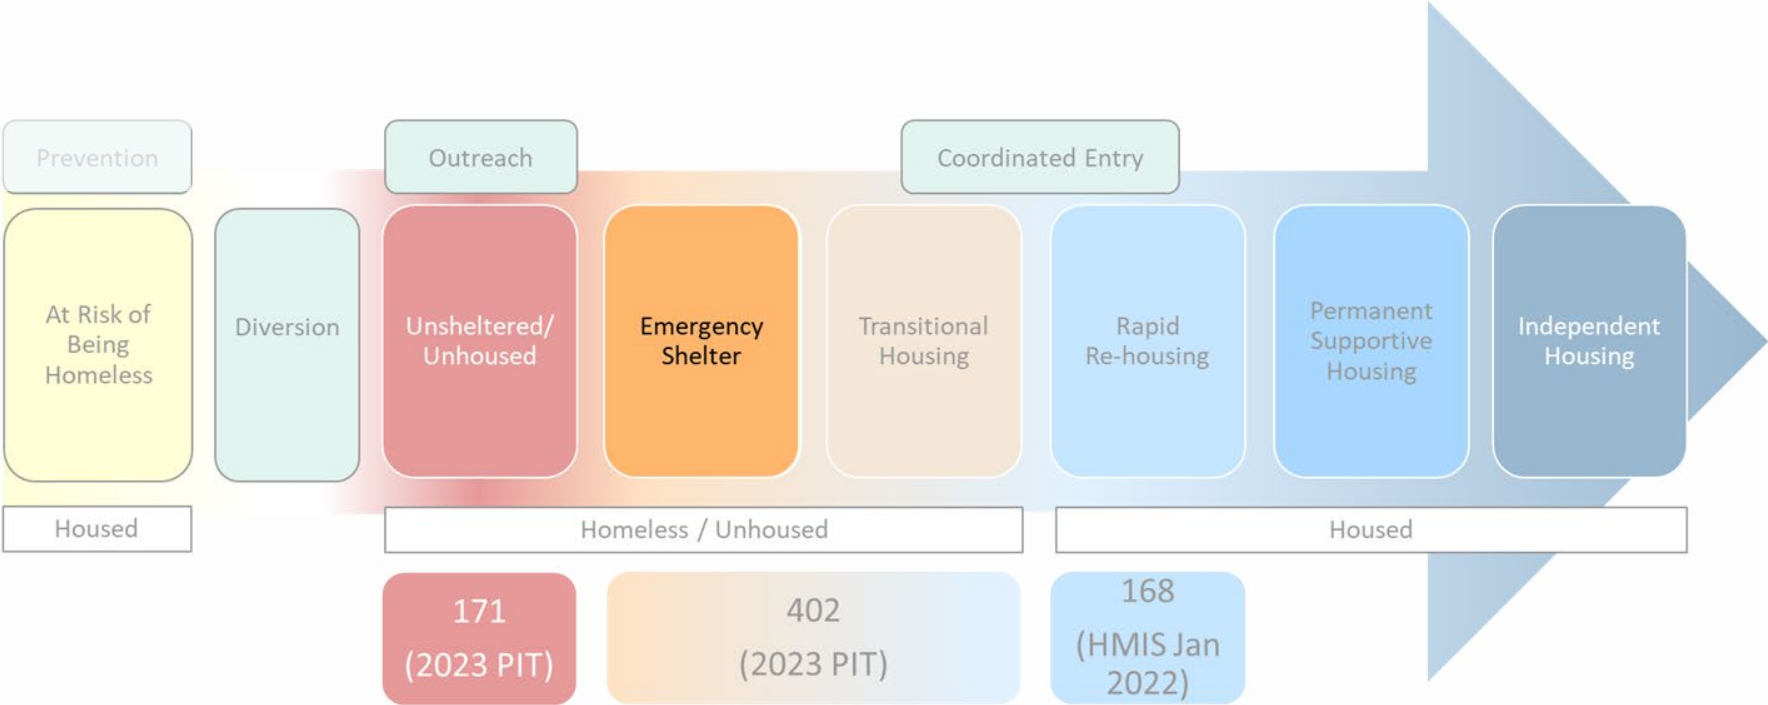 Prevention
Outreach
Coordinated Entry
At Risk of
Being
Homeless
Diversion
Unsheltered/
Unhoused
Emergency
Shelter
Transitional
Housing
Rapid
Re-housing
Permanent
Supportive
Housing
Independent
Housing
Housed
Homeless / Unhoused
Housed
171
(2023 PIT)
402
(2023 PIT)
168
(HMIS Jan
2022)